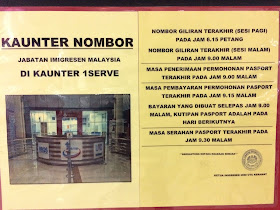 KAUNTER NOMBOR
JABATAN IMIGRESEN MALAYSIA
DI KAUNTER 1SERVE
NOMBOR GILIRAN TERAKHIR (SESI PAGI)
PADA JAM 6.15 PETANG
NOMBOR GILIRAN TERAKHIR (SESI MALAM)
PADA JAM 9.00 MALAM
MASA PENERIMAAN PERMOHONAN PASPORT
TERAKHIR PADA JAM 9.00 MALAM
MASA PEMBAYARAN PERMOHONAN PASPORT
TERAKHIR PADA JAM 9.15 MALAM
BAYARAN YANG DIBUAT SELEPAS JAM 8.00
MALAM, KUTIPAN PASPORT ADALAH PADA
HARI BERIKUTNYA
MASA SERAHAN PASPORT TERAKHIR PADA
JAM 9.30 MALAM